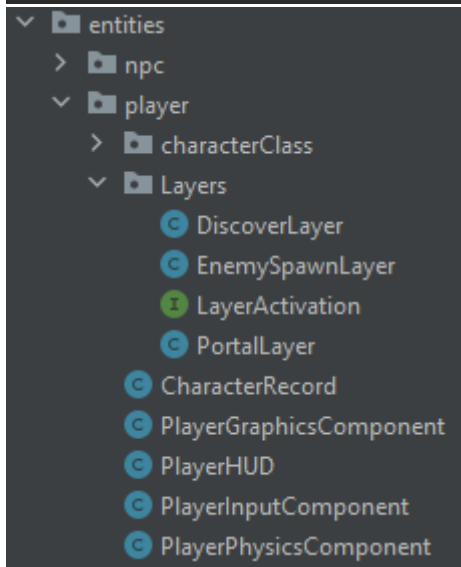 entities
npc
player
characterClass
Layers
DiscoverLayer
EnemySpawnLayer
LayerActivation
PortalLayer
CharacterRecord
PlayerGraphicsComponent
PlayerHUD
PlayerInputComponent
PlayerPhysicsComponent